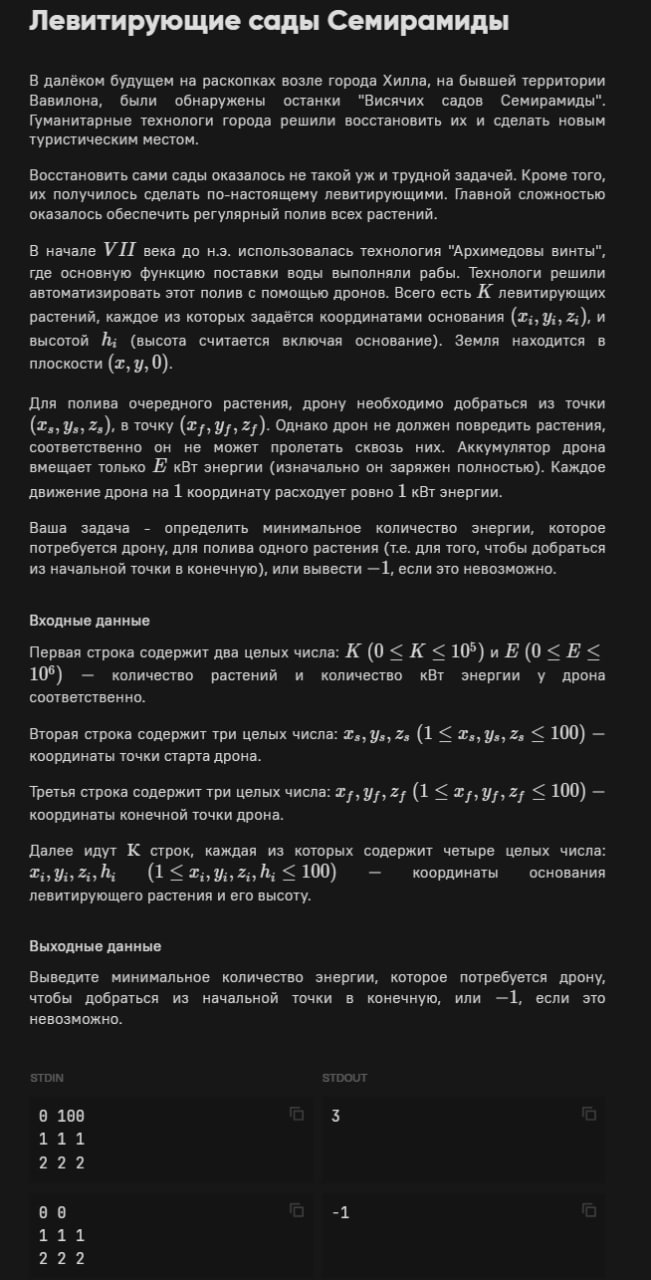 Левитирующие сады Семирамиды
В далёком будущем на раскопках возле города Хилла, на бывшей территории
Вавилона, были обнаружены останки "Висячих садов Семирамиды".
Гуманитарные технологи города решили восстановить их и сделать новым
туристическим местом.
Восстановить сами сады оказалось не такой уж и трудной задачей. Кроме того,
их получилось сделать по-настоящему левитирующими. Главной сложностью
оказалось обеспечить регулярный полив всех растений.
В начале VII века до н.э. использовалась технология "Архимедовы винты",
где основную функцию поставки воды выполняли рабы. Технологи решили
автоматизировать этот полив с помощью дронов. Всего есть K левитирующих
растений, каждое из которых задаётся координатами основания (x_i, y_i, z_i), и
высотой h_i (высота считается включая основание). Земля находится в
плоскости (x, y, 0).
Для полива очередного растения, дрону необходимо добраться из точки
(x_s, y_s, z_s), в точку (x_f, y_f, z_f). Однако дрон не должен повредить растения,
соответственно он не может пролетать сквозь них. Аккумулятор дрона
вмещает только E кВт энергии (изначально он заряжен полностью). Каждое
движение дрона на 1 координату расходует ровно 1 кВт энергии.
Ваша задача - определить минимальное количество энергии, которое
потребуется дрону, для полива одного растения (т.е. для того, чтобы добраться
из начальной точки в конечную), или вывести −1, если это невозможно.
Входные данные
Первая строка содержит два целых числа: K (0 ≤ K ≤ 10^5) и E (0 ≤ E ≤
10^6) — количество растений и количество кВт энергии у дрона
соответственно.
Вторая строка содержит три целых числа: x_s, y_s, z_s (1 ≤ x_s, y_s, z_s ≤ 100) —
координаты точки старта дрона.
Третья строка содержит три целых числа: x_f, y_f, z_f (1 ≤ x_f, y_f, z_f ≤ 100) —
координаты конечной точки дрона.
Далее идут K строк, каждая из которых содержит четыре целых числа:
x_i, y_i, z_i, h_i (1 ≤ x_i, y_i, z_i, h_i ≤ 100) — координаты основания
левитирующего растения и его высоту.
Выходные данные
Выведите минимальное количество энергии, которое потребуется дрону,
чтобы добраться из начальной точки в конечную, или −1, если это
невозможно.
STDIN STDOUT
0 100 3
1 1 1
2 2 2
0 0 -1
1 1 1
2 2 2